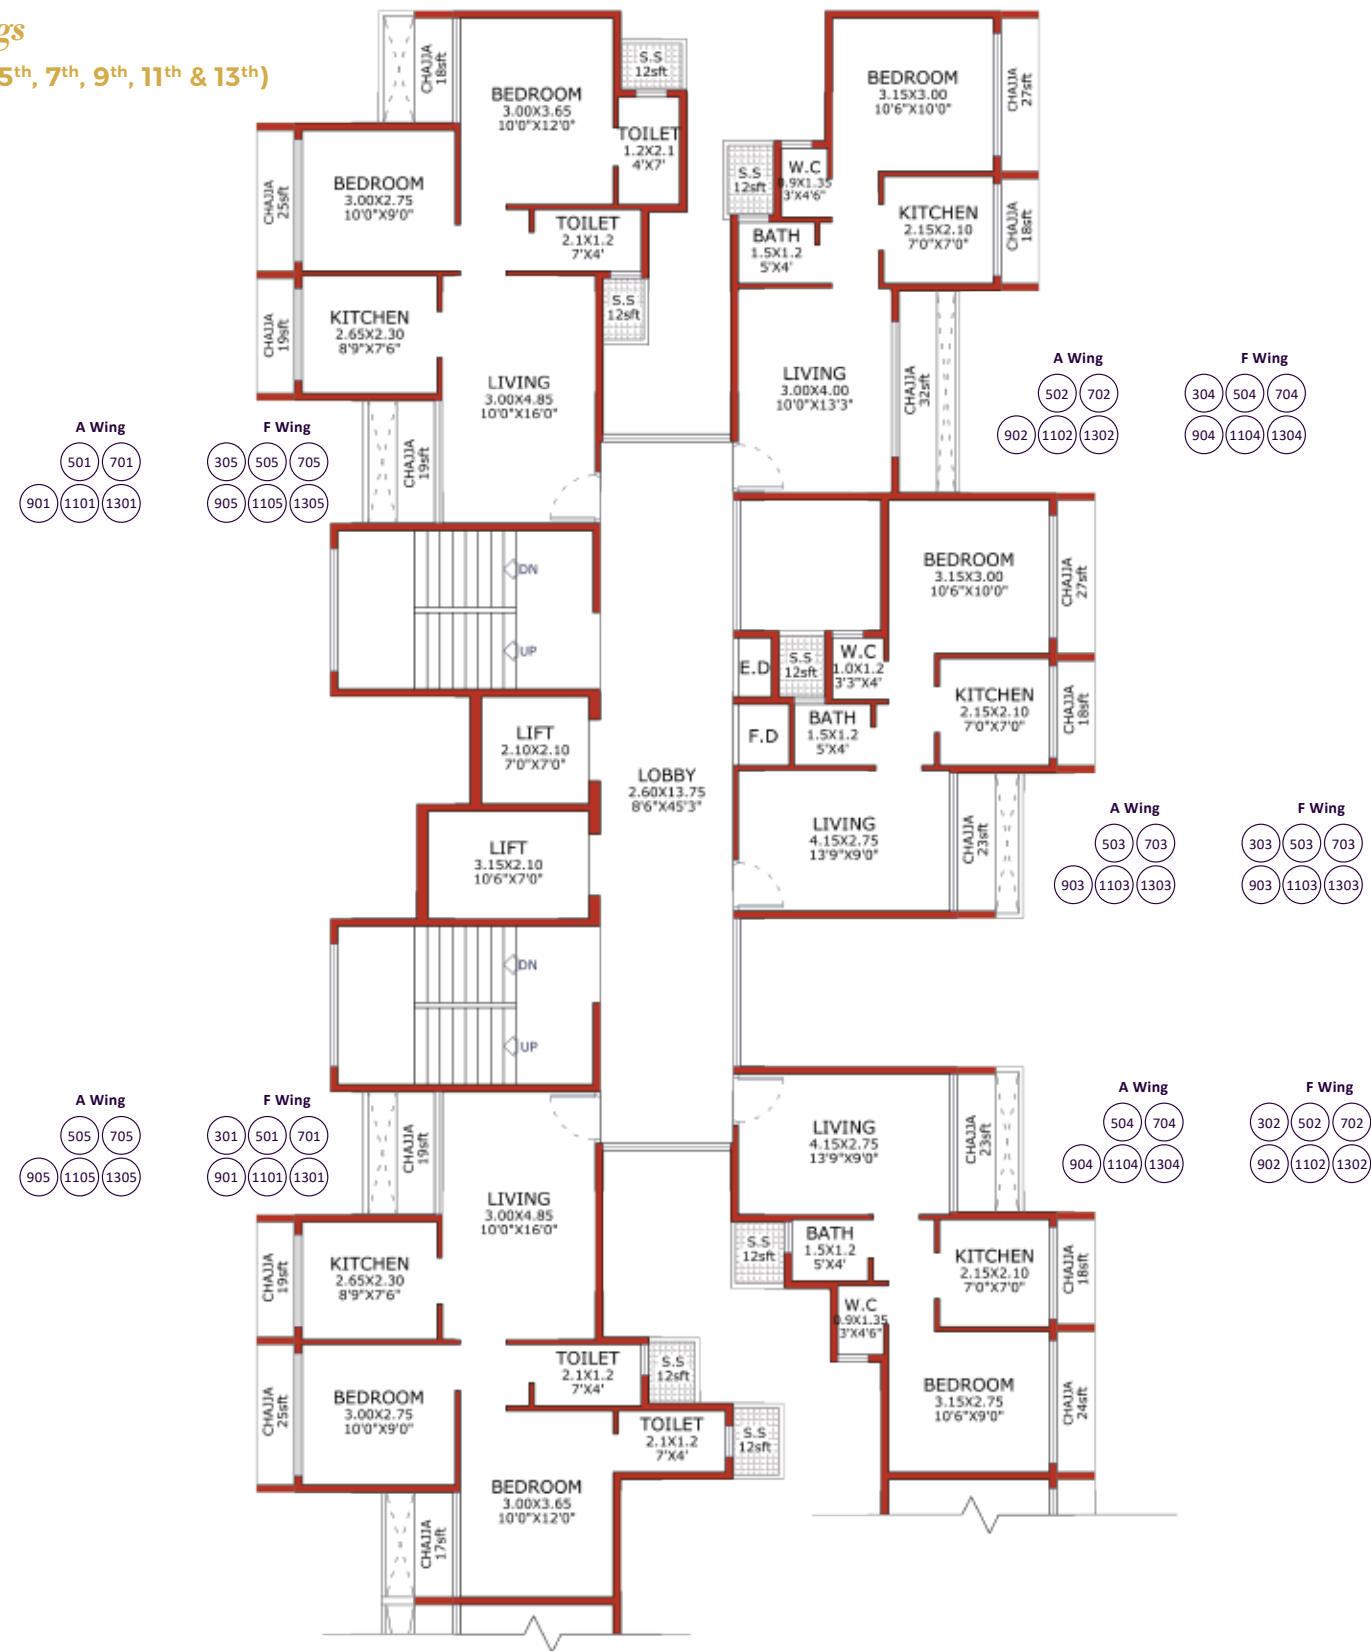 gs
5th, 7th, 9th, 11th & 13th)
CHAJJA
18sft
BEDROOM
3.00X3.65
10'0"X12'0"
S.S
12sft
TOILET
1.2X2.1
4'X7'
CHAJJA
25sft
BEDROOM
3.00X2.75
10'0"X9'0"
TOILET
2.1X1.2
7'X4'
S.S
12sft
CHAJJA
19sft
KITCHEN
2.65X2.30
8'9"X7'6"
LIVING
3.00X4.85
10'0"X16'0"
CHAJJA
19sft
A Wing
501 701
901 1101 1301
F Wing
305 505 705
905 1105 1305
BEDROOM
3.15X3.00
10'6"X10'0"
CHAJJA
27sft
S.S
12sft
W.C
0.9X1.35
3'X4'6"
KITCHEN
2.15X2.10
7'0"X7'0"
CHAJJA
18sft
BATH
1.5X1.2
5'X4'
LIVING
3.00X4.00
10'0"X13'3"
CHAJJA
32sft
A Wing
502 702
902 1102 1302
F Wing
304 504 704
904 1104 1304
DN
UP
LIFT
2.10X2.10
7'0"X7'0"
LIFT
3.15X2.10
10'6"X7'0"
LOBBY
2.60X13.75
8'6"X45'3"
DN
UP
BEDROOM
3.15X3.00
10'6"X10'0"
CHAJJA
27sft
E.D
S.S
12sft
W.C
1.0X1.2
3'3"X4'
KITCHEN
2.15X2.10
7'0"X7'0"
CHAJJA
18sft
F.D
BATH
1.5X1.2
5'X4'
LIVING
4.15X2.75
13'9"X9'0"
CHAJJA
23sft
A Wing
503 703
903 1103 1303
F Wing
303 503 703
903 1103 1303
A Wing
505 705
905 1105 1305
F Wing
301 501 701
901 1101 1301
CHAJJA
19sft
LIVING
3.00X4.85
10'0"X16'0"
CHAJJA
19sft
KITCHEN
2.65X2.30
8'9"X7'6"
TOILET
2.1X1.2
7'X4'
S.S
12sft
CHAJJA
25sft
BEDROOM
3.00X2.75
10'0"X9'0"
TOILET
2.1X1.2
7'X4'
S.S
12sft
BEDROOM
3.00X3.65
10'0"X12'0"
CHAJJA
17sft
LIVING
4.15X2.75
13'9"X9'0"
CHAJJA
23sft
A Wing
504 704
904 1104 1304
F Wing
302 502 702
902 1102 1302
S.S
12sft
BATH
1.5X1.2
5'X4'
KITCHEN
2.15X2.10
7'0"X7'0"
CHAJJA
18sft
W.C
0.9X1.35
3'X4'6"
BEDROOM
3.15X2.75
10'6"X9'0"
CHAJJA
24sft